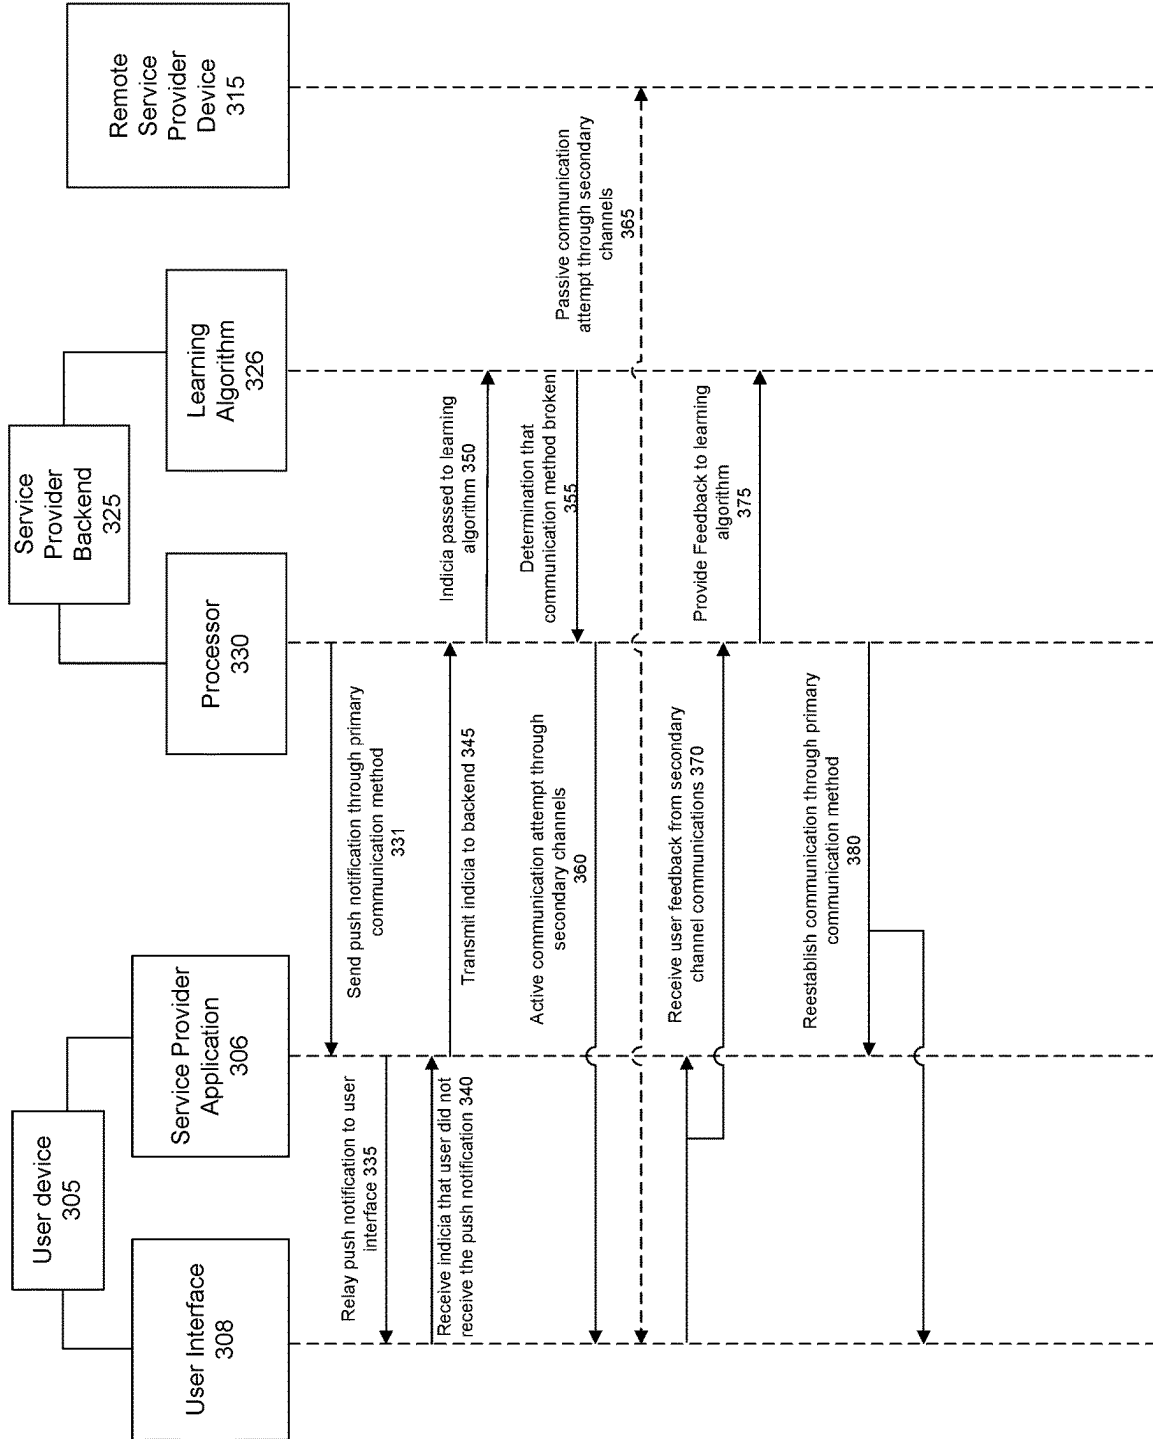 User device
305
User Interface
308
Service Provider
Application
306
Service
Provider
Backend
325
Processor
330
Learning
Algorithm
326
Remote
Service
Provider
Device
315
Send push notification through primary
communication method
331
Relay push notification to user
interface 335
Receive indicia that user did not
receive the push notification 340
Transmit indicia to backend 345
Indicia passed to learning
algorithm 350
Determination that
communication method broken
355
Active communication attempt through
secondary channels
360
Passive communication
attempt through secondary
channels
365
Receive user feedback from secondary
channel communications 370
Provide Feedback to learning
algorithm
375
Reestablish communication through primary
communication method
380